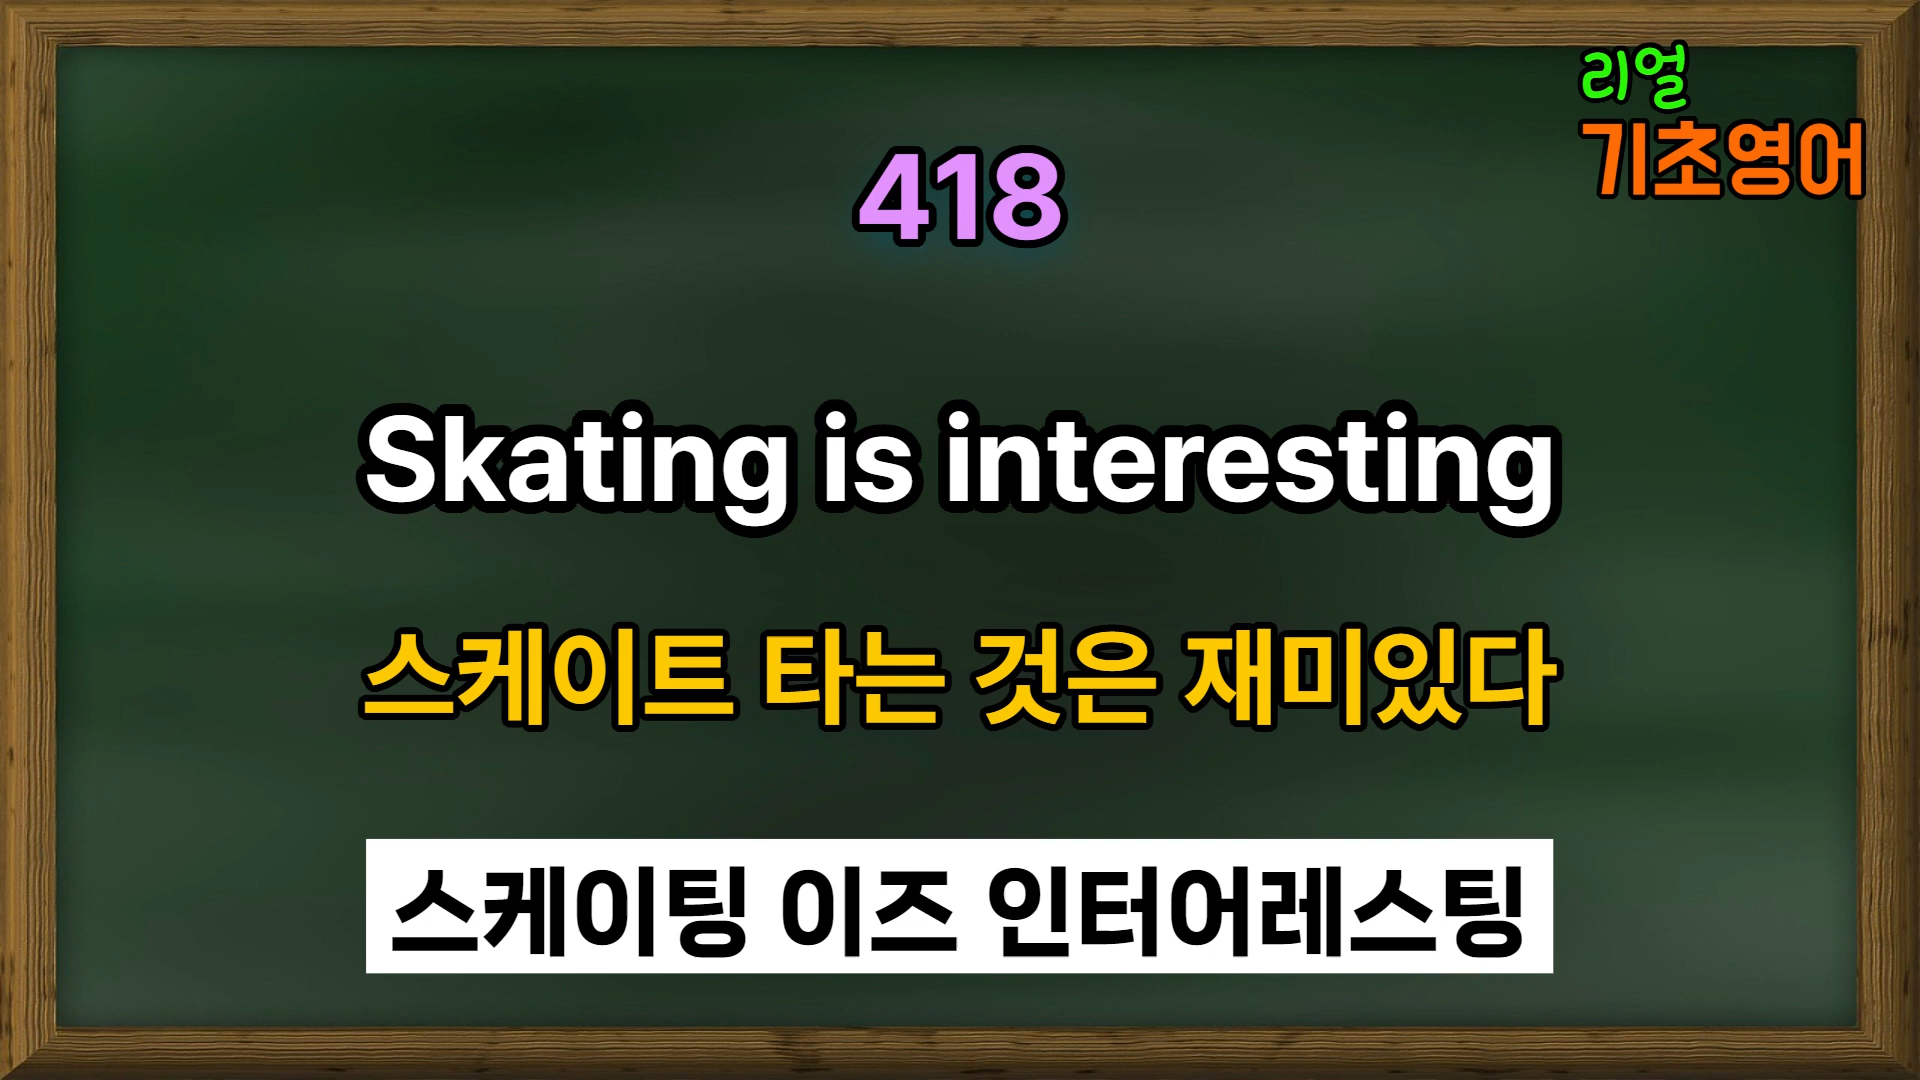 리얼
기초영어
418
Skating is interesting
스케이트 타는 것은 재미있다
스케이팅 이즈 인터어레스팅